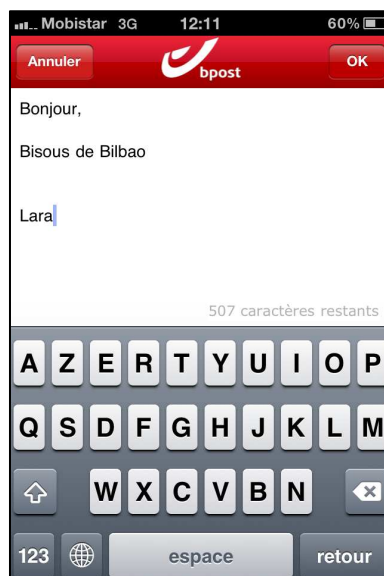 Mobistar 3G 12:11 60%
Annuler bpost OK
Bonjour,
Bisous de Bilbao
Lara
507 caractères restants
A Z E R T Y U I O P
Q S D F G H J K L M
W X C V B N
123 espace retour